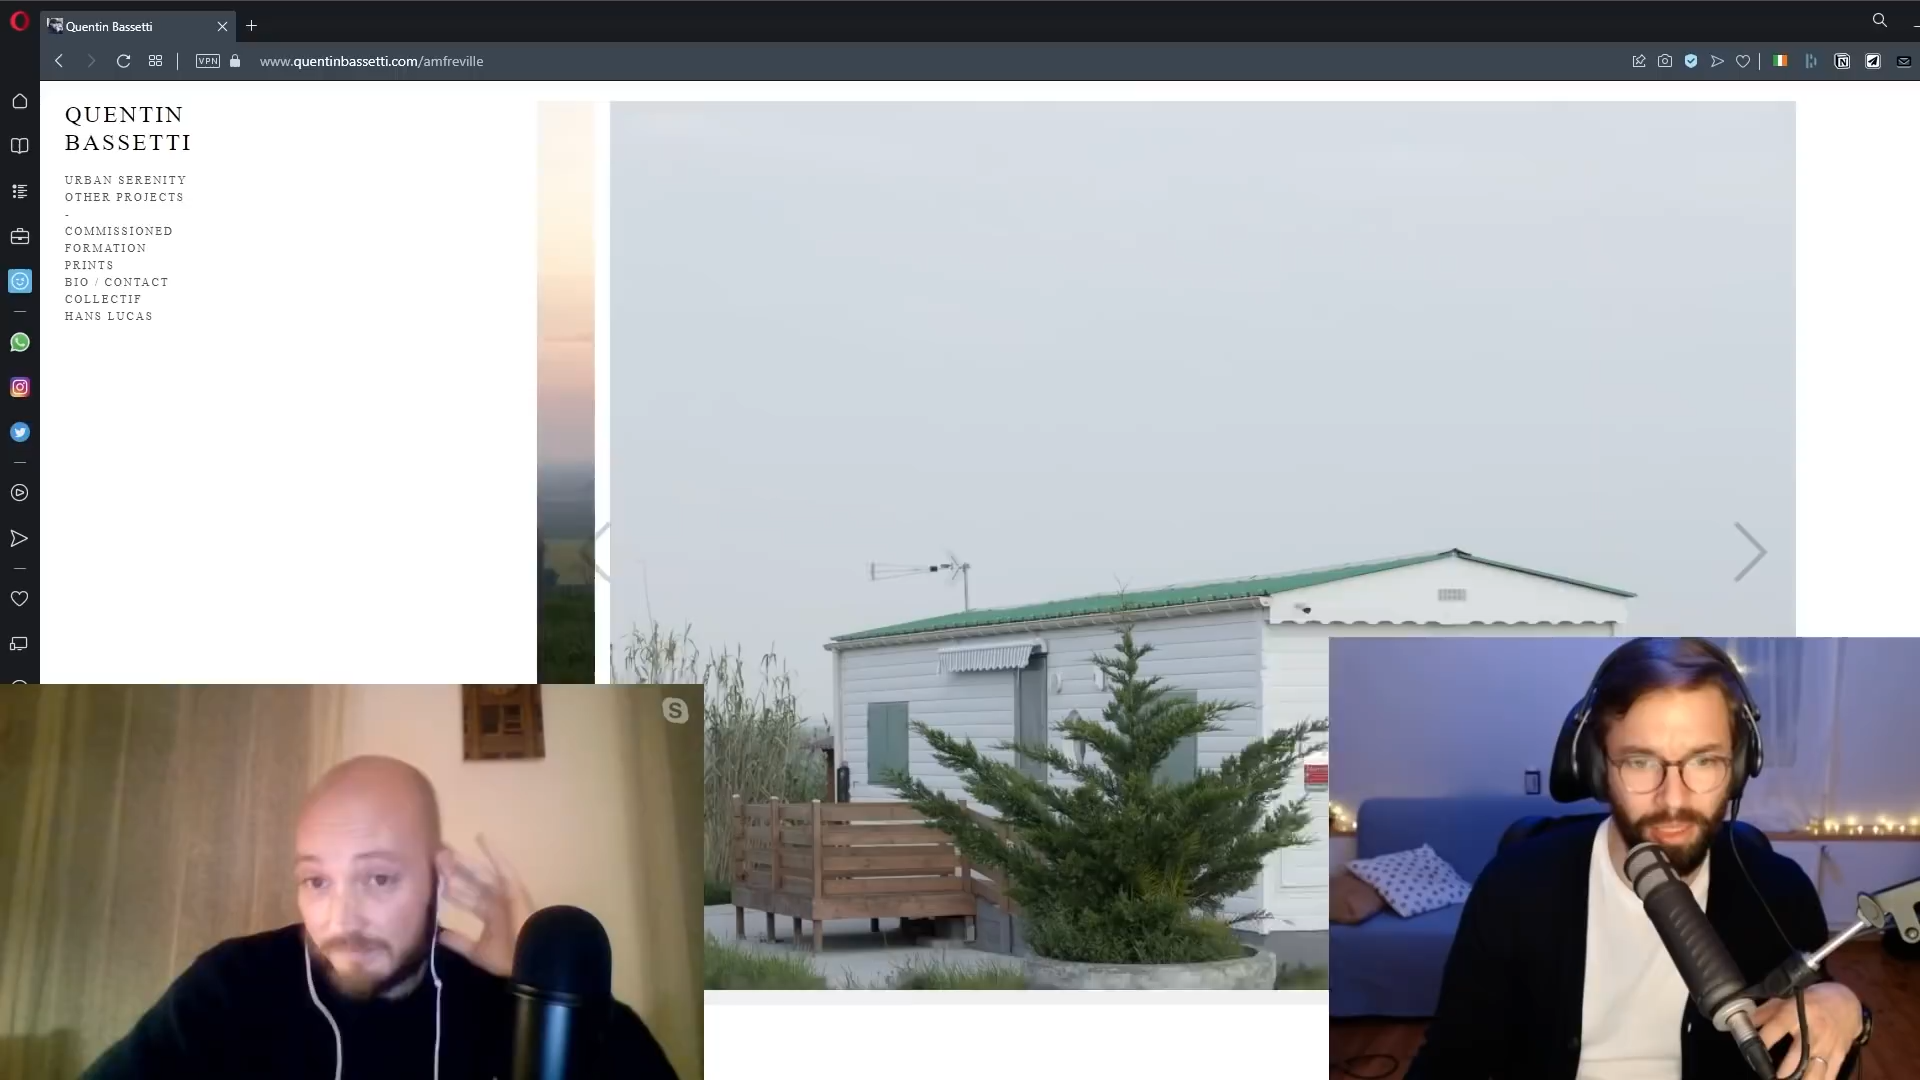 Quentin Bassetti
VPN
www.quentinbassetti.com/amfreville
QUENTIN
BASSETTI
URBAN SERENITY
OTHER PROJECTS
-
COMMISSIONED
FORMATION
PRINTS
BIO / CONTACT
COLLECTIF
HANS LUCAS